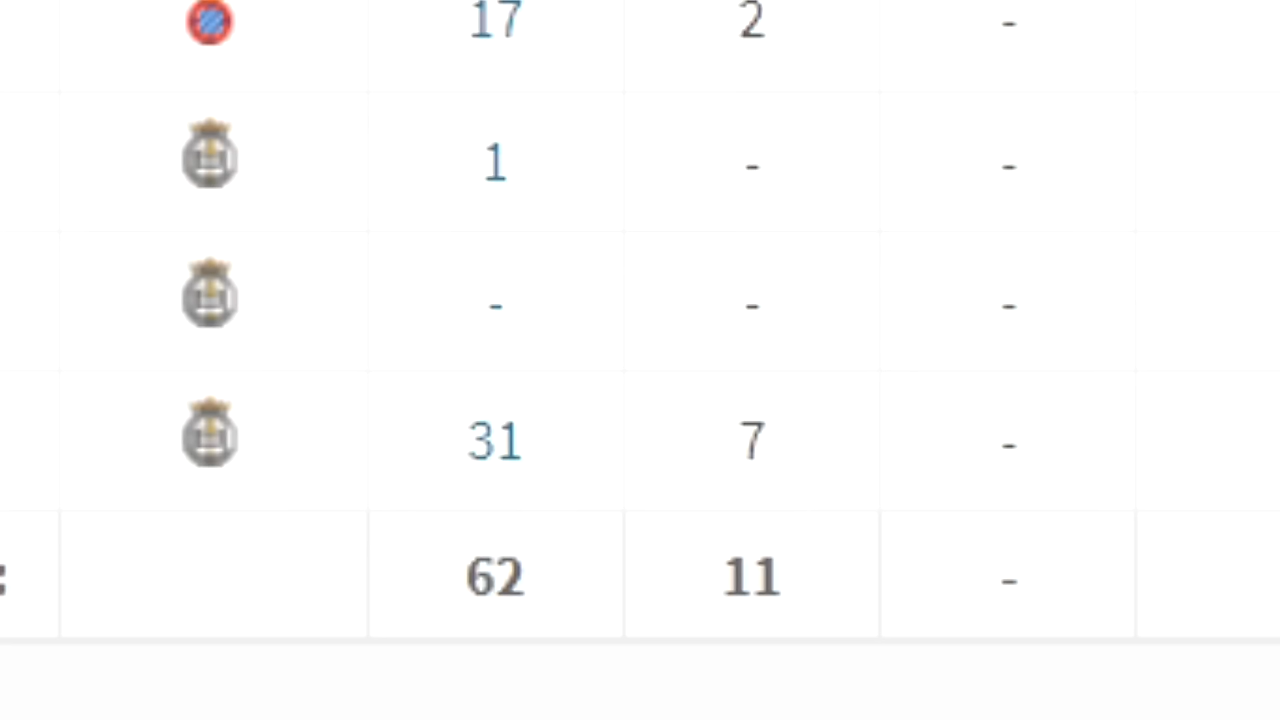 17 2 -
1 - -
- - -
31 7 -
: 62 11 -